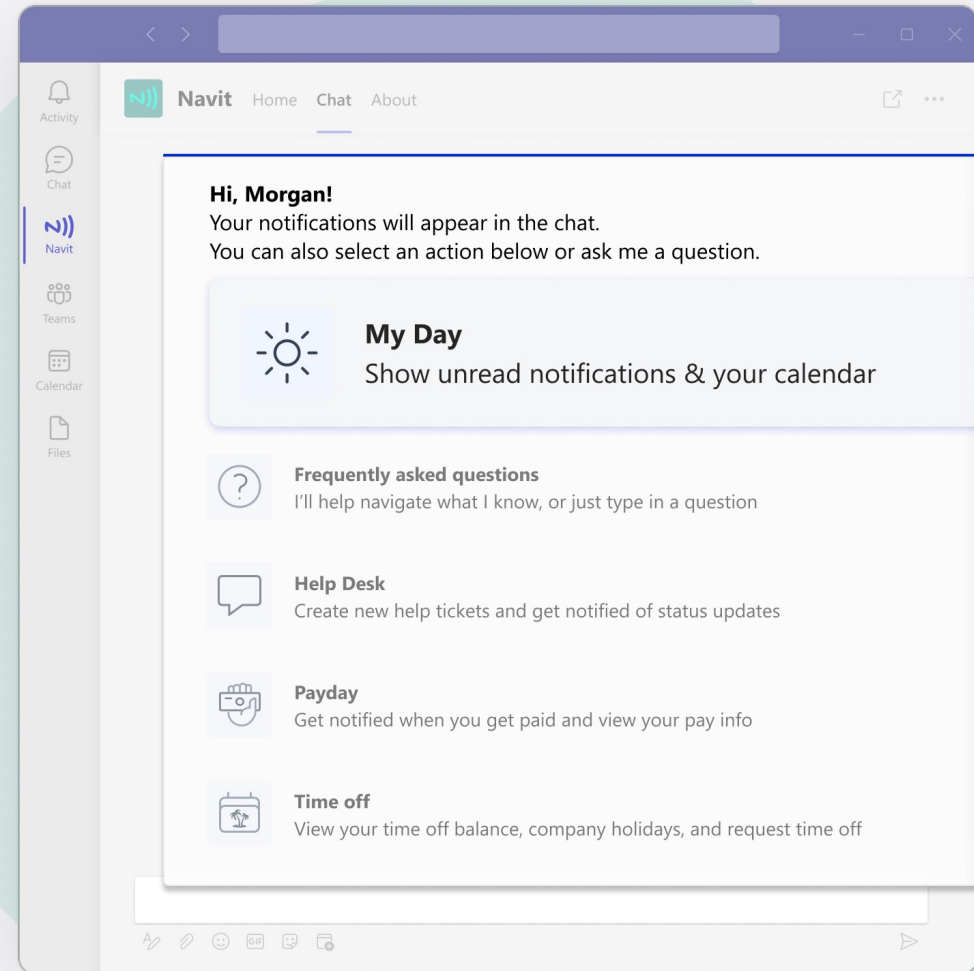 Navit Home Chat About
Activity
Chat
Navit
Teams
Calendar
Files
Hi, Morgan!
Your notifications will appear in the chat.
You can also select an action below or ask me a question.
My Day
Show unread notifications & your calendar
Frequently asked questions
I'll help navigate what I know, or just type in a question
Help Desk
Create new help tickets and get notified of status updates
Payday
Get notified when you get paid and view your pay info
Time off
View your time off balance, company holidays, and request time off
GIF